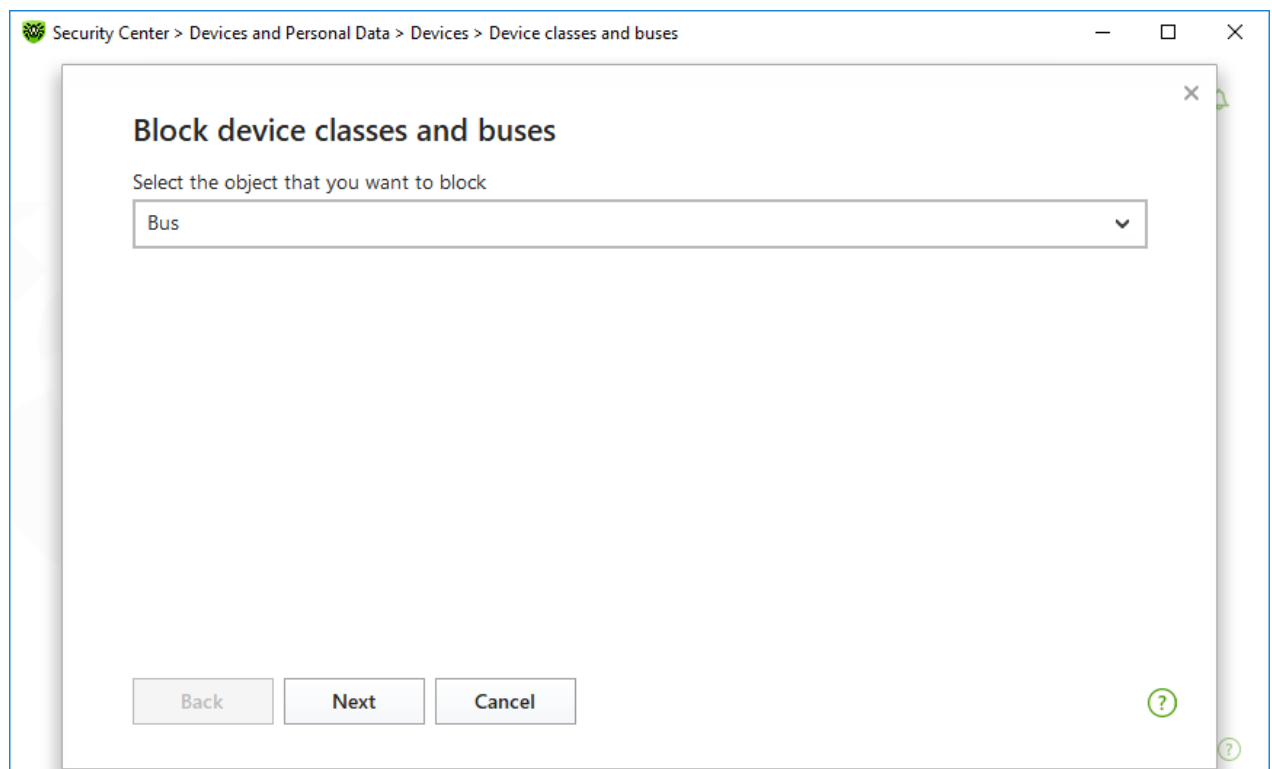 Security Center > Devices and Personal Data > Devices > Device classes and buses
Block device classes and buses
Select the object that you want to block
Bus
Back
Next
Cancel
?
?